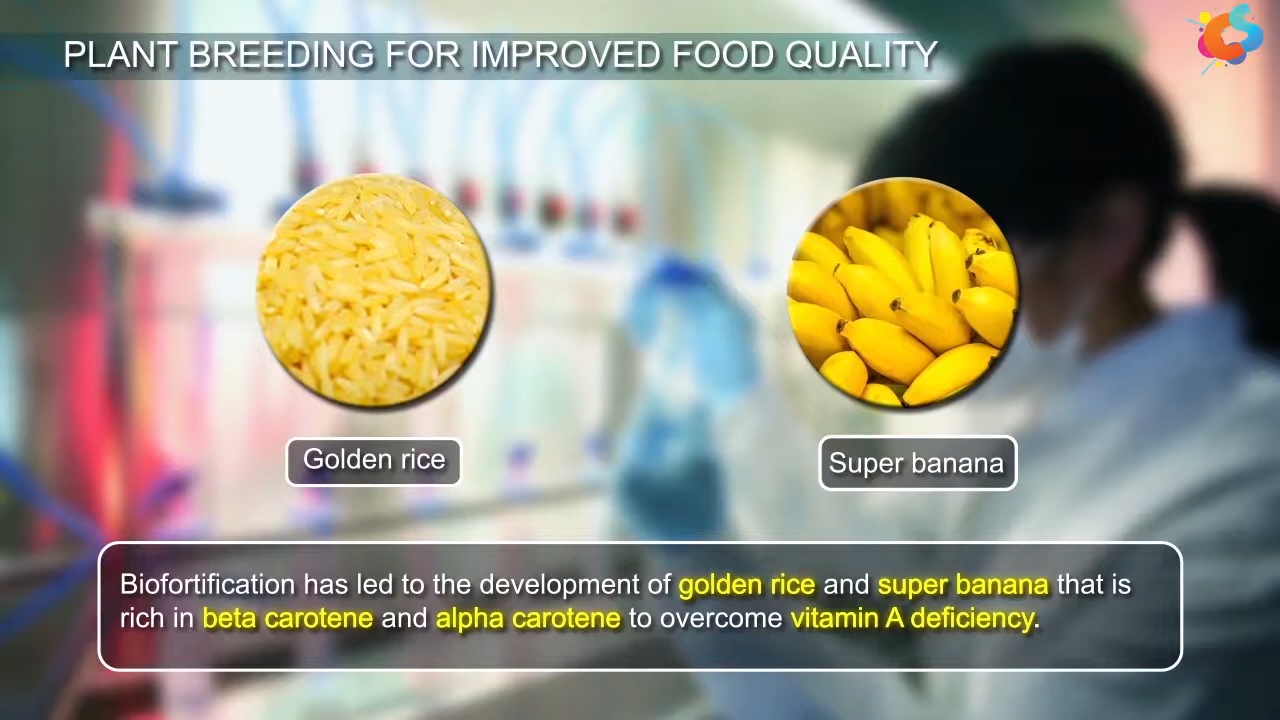 PLANT BREEDING FOR IMPROVED FOOD QUALITY
Golden rice
Super banana
Biofortification has led to the development of golden rice and super banana that is
rich in beta carotene and alpha carotene to overcome vitamin A deficiency.